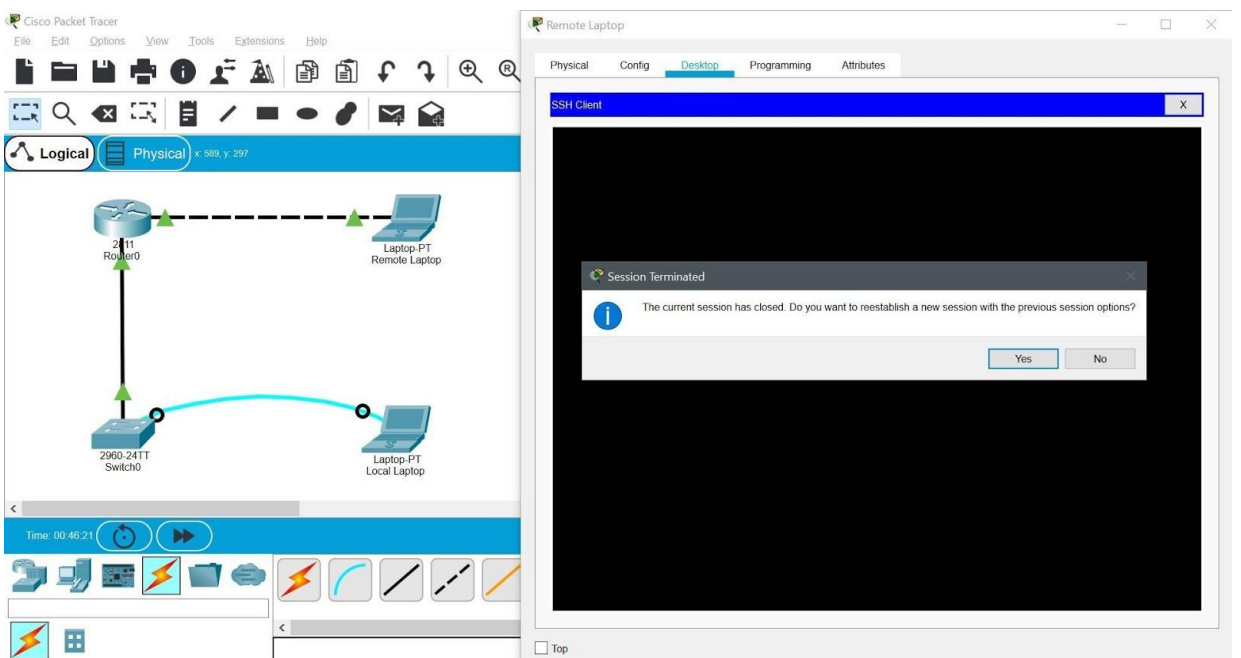 Cisco Packet Tracer
File Edit Options View Tools Extensions Help
Logical Physical x: 589, y: 297
2811
Router0
Laptop-PT
Remote Laptop
2960-24TT
Switch0
Laptop-PT
Local Laptop
Time: 00:46:21
Remote Laptop
Physical Config Desktop Programming Attributes
SSH Client X
Session Terminated
The current session has closed. Do you want to reestablish a new session with the previous session options?
Yes No
Top